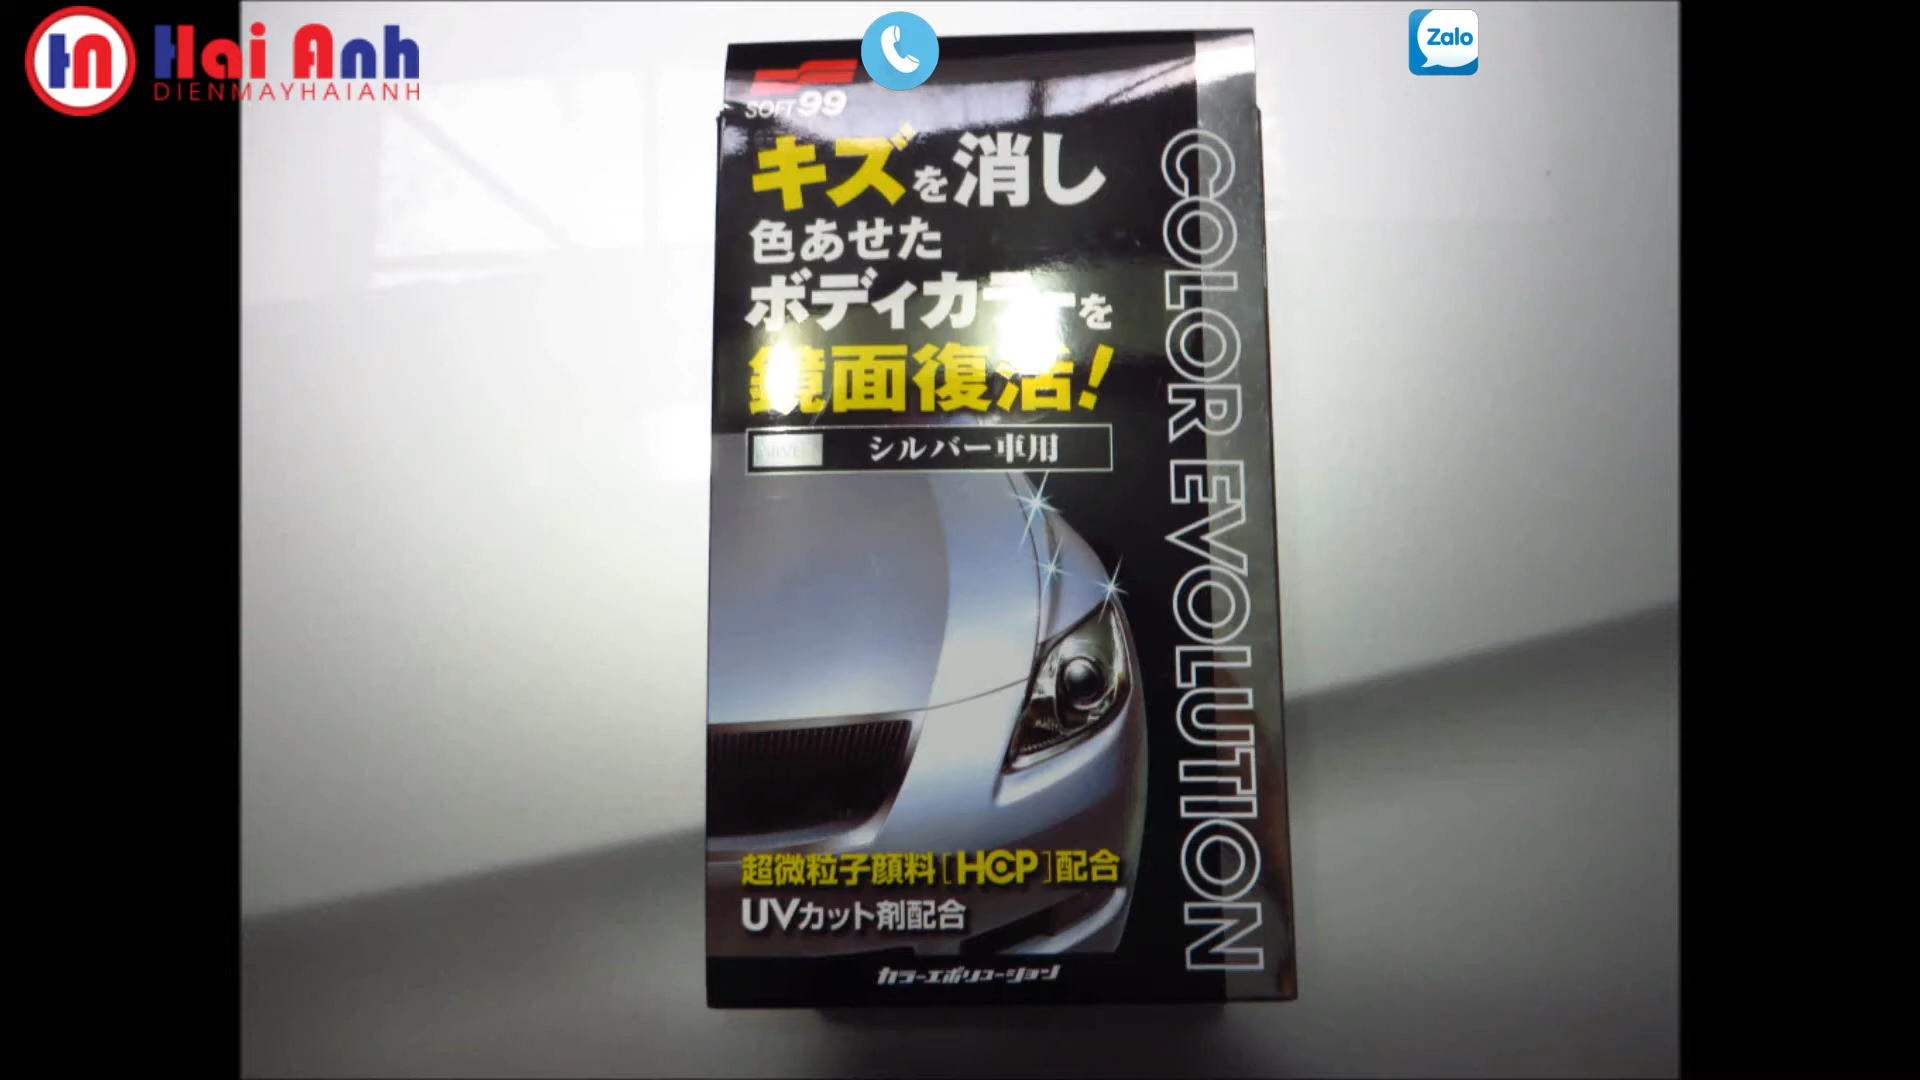 Hai Anh
DIENMAYHAIANH
Zalo
SOFT99
キズを消し
色あせた
ボディカラーを
鏡面復活!
シルバー車用
COLOR EVOLUTION
超微粒子顔料[HCP]配合
UVカット剤配合
カラーエボリューション